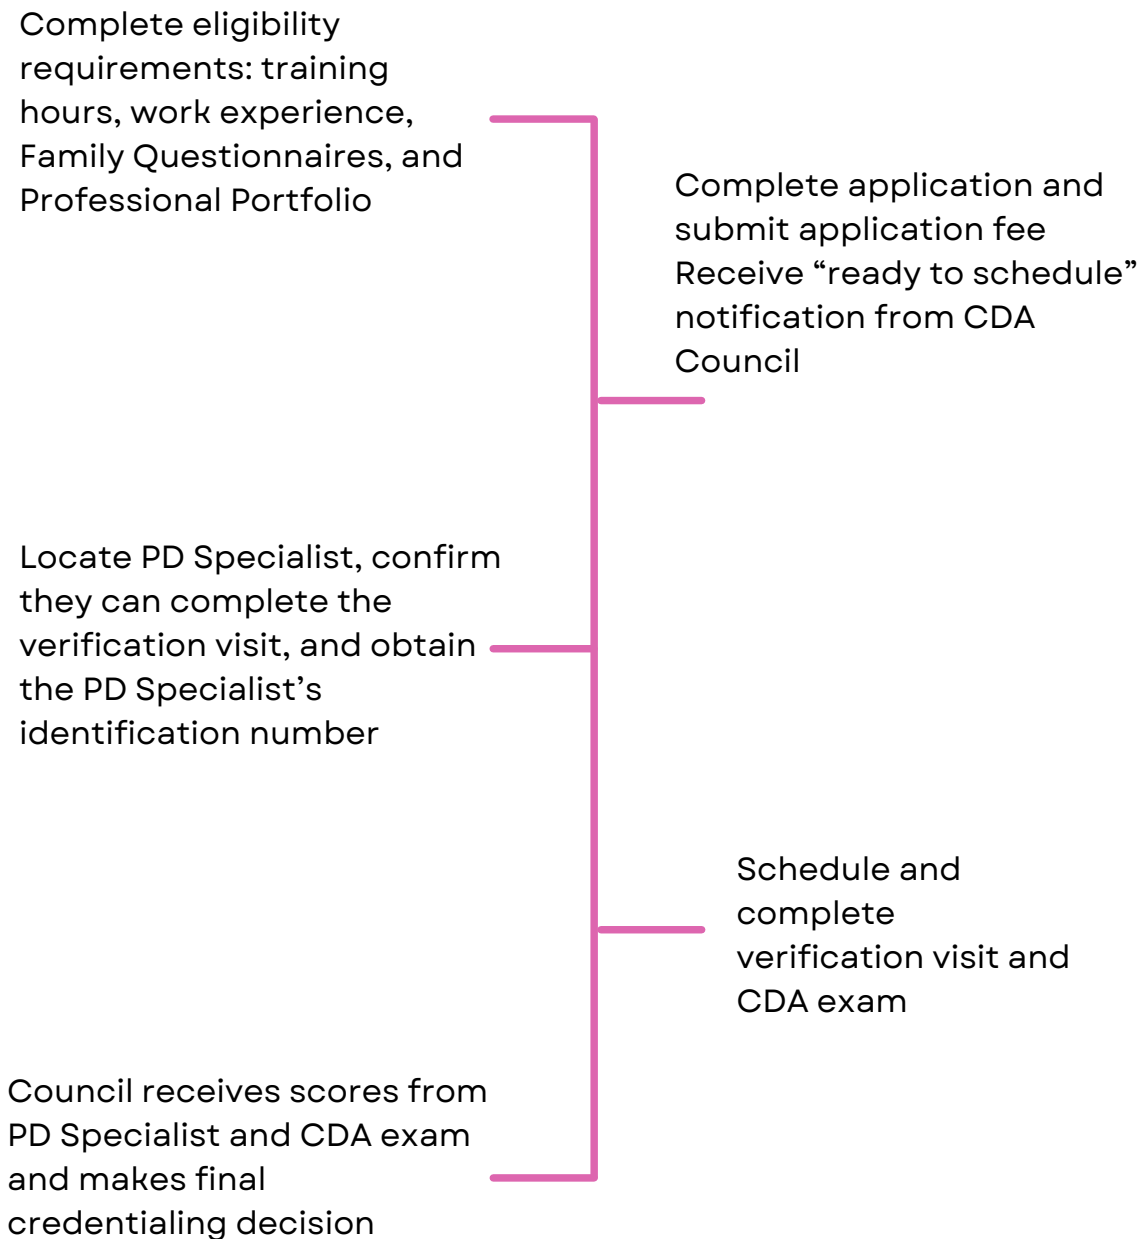 Complete eligibility
requirements: training
hours, work experience,
Family Questionnaires, and
Professional Portfolio
Complete application and
submit application fee
Receive “ready to schedule”
notification from CDA
Council
Locate PD Specialist, confirm
they can complete the
verification visit, and obtain
the PD Specialist’s
identification number
Schedule and
complete
verification visit and
CDA exam
Council receives scores from
PD Specialist and CDA exam
and makes final
credentialing decision